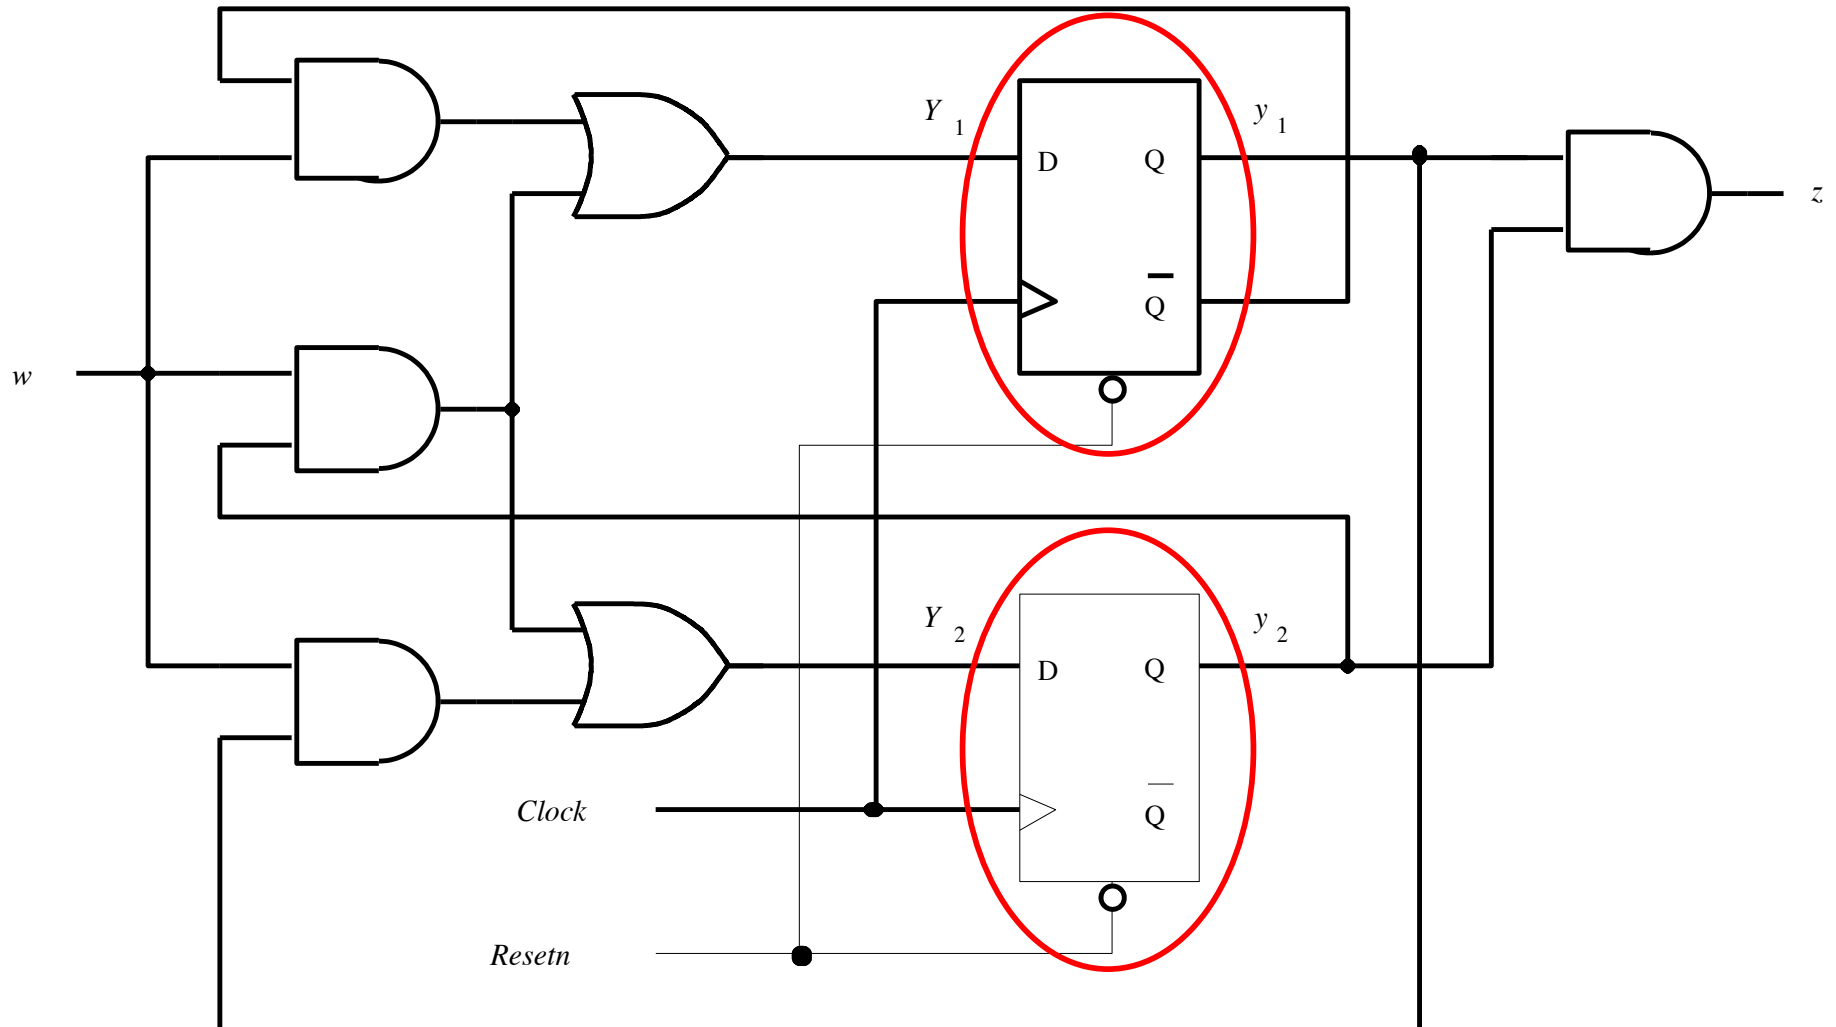 Y1 y1
D Q
z
Q̅
w
Y2 y2
D Q
Clock
Q̅
Resetn